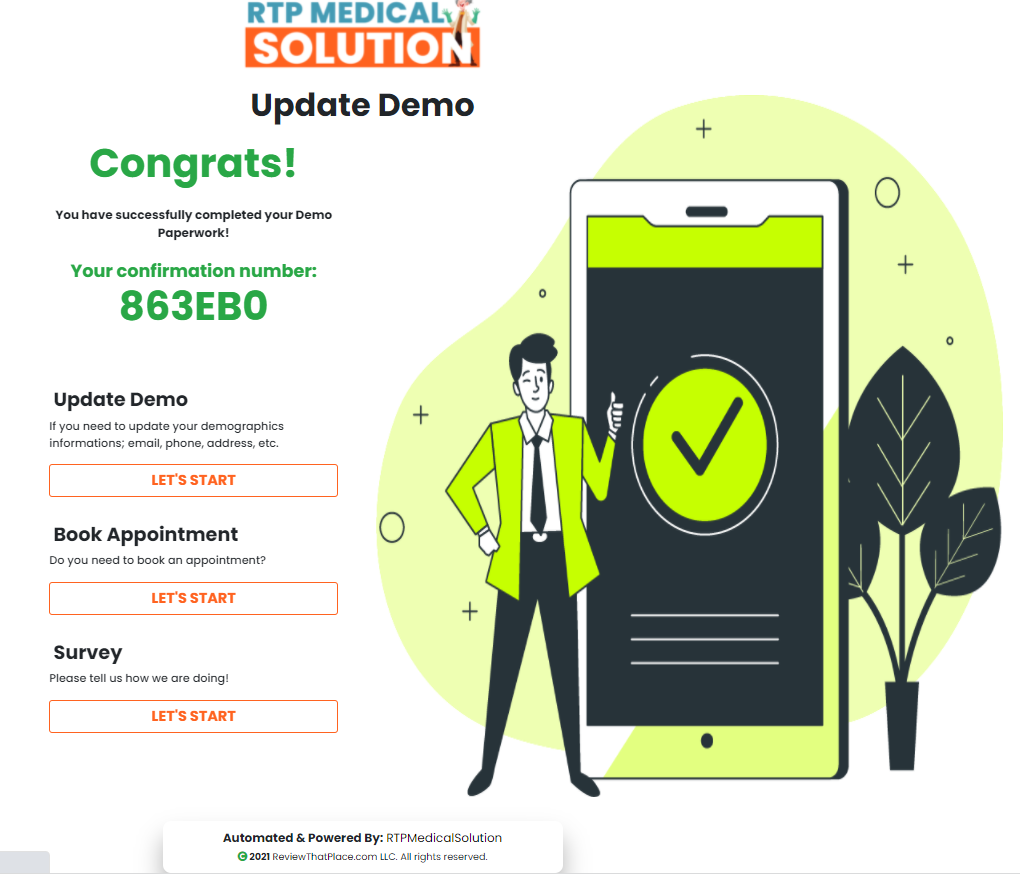 RTP MEDICAL
SOLUTION
Update Demo
Congrats!
You have successfully completed your Demo
Paperwork!
Your confirmation number:
863EB0
Update Demo
If you need to update your demographics
informations; email, phone, address, etc.
LET'S START
Book Appointment
Do you need to book an appointment?
LET'S START
Survey
Please tell us how we are doing!
LET'S START
Automated & Powered By: RTPMedicalSolution
C 2021 ReviewThatPlace.com LLC. All rights reserved.